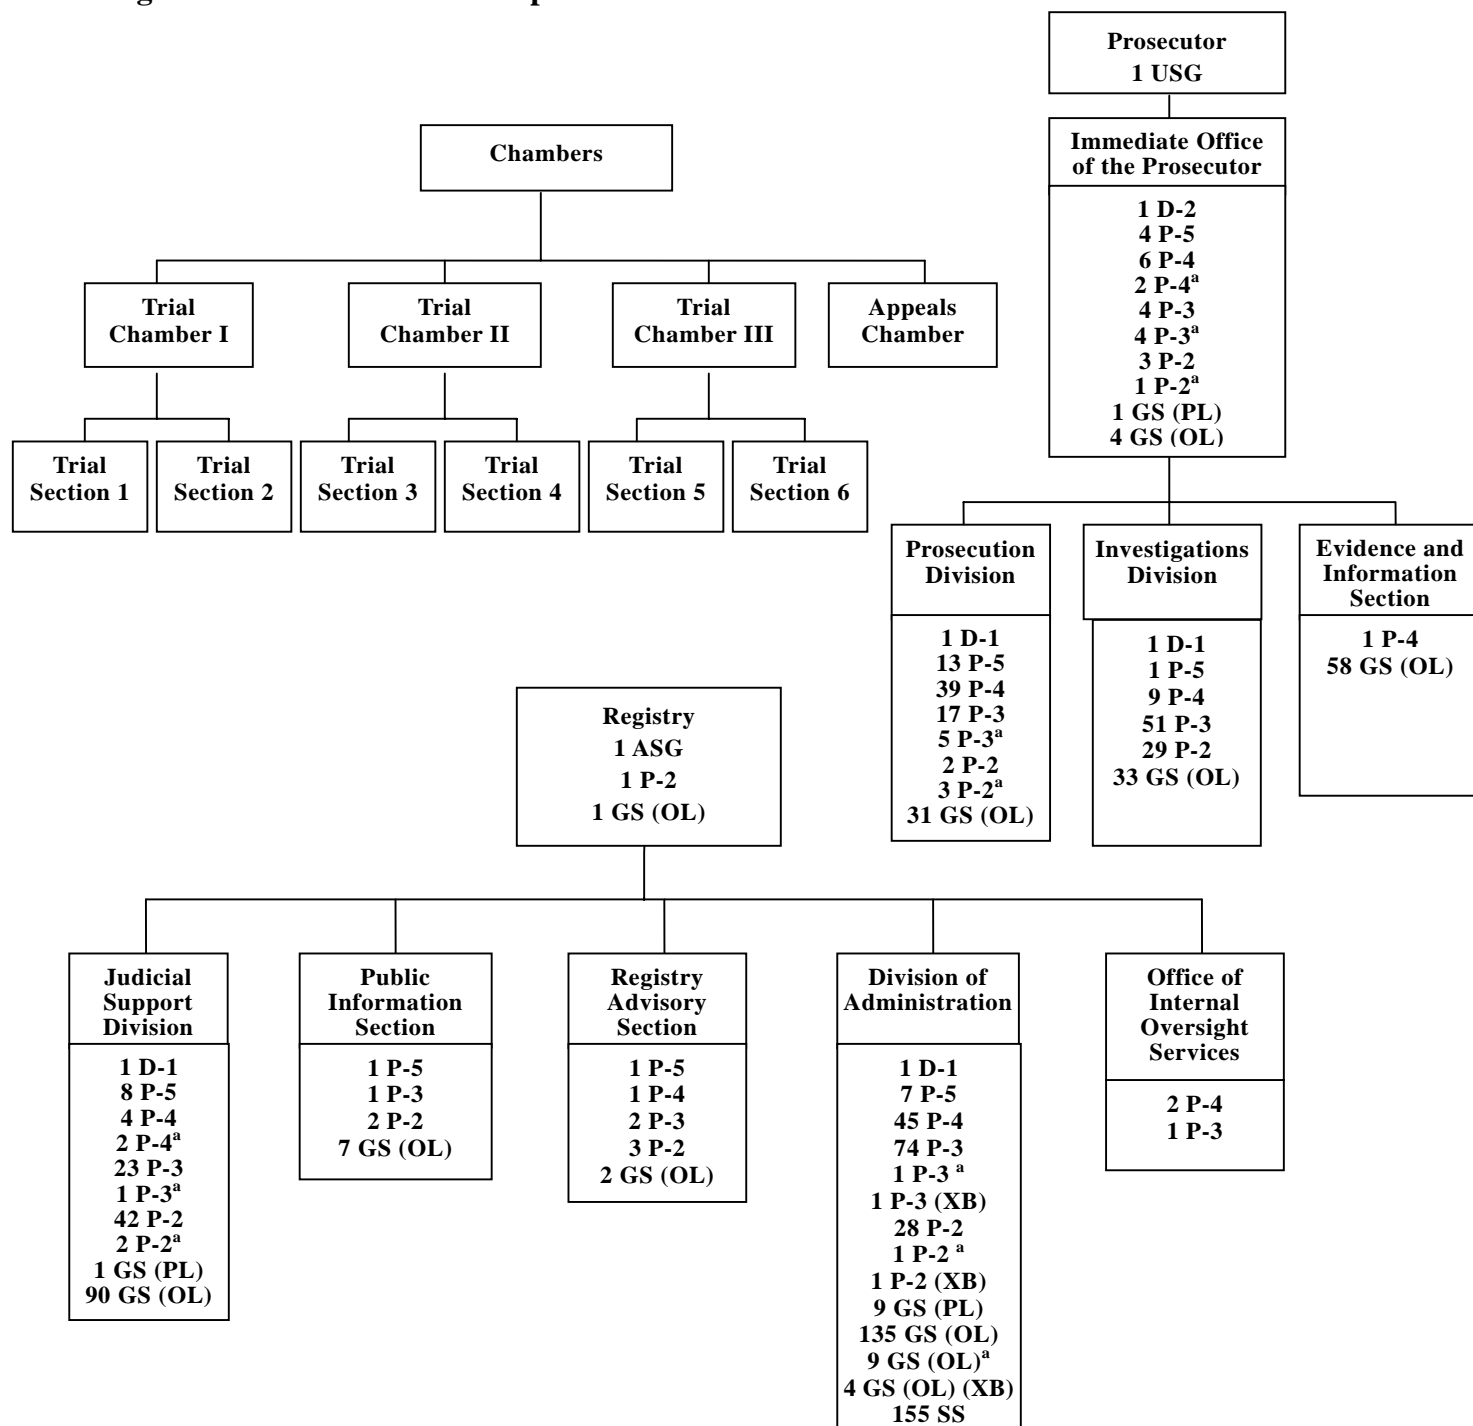 Prosecutor
1 USG
Immediate Office
of the Prosecutor
1 D-2
4 P-5
6 P-4
2 P-4ª
4 P-3
4 P-3ª
3 P-2
1 P-2ª
1 GS (PL)
4 GS (OL)
Chambers
Trial
Chamber I
Trial
Chamber II
Trial
Chamber III
Appeals
Chamber
Trial
Section 1
Trial
Section 2
Trial
Section 3
Trial
Section 4
Trial
Section 5
Trial
Section 6
Prosecution
Division
1 D-1
13 P-5
39 P-4
17 P-3
5 P-3ª
2 P-2
3 P-2ª
31 GS (OL)
Investigations
Division
1 D-1
1 P-5
9 P-4
51 P-3
29 P-2
33 GS (OL)
Evidence and
Information
Section
1 P-4
58 GS (OL)
Registry
1 ASG
1 P-2
1 GS (OL)
Judicial
Support
Division
1 D-1
8 P-5
4 P-4
2 P-4ª
23 P-3
1 P-3ª
42 P-2
2 P-2ª
1 GS (PL)
90 GS (OL)
Public
Information
Section
1 P-5
1 P-3
2 P-2
7 GS (OL)
Registry
Advisory
Section
1 P-5
1 P-4
2 P-3
3 P-2
2 GS (OL)
Division of
Administration
1 D-1
7 P-5
45 P-4
74 P-3
1 P-3 ª
1 P-3 (XB)
28 P-2
1 P-2 ª
1 P-2 (XB)
9 GS (PL)
135 GS (OL)
9 GS (OL)ª
4 GS (OL) (XB)
155 SS
Office of
Internal
Oversight
Services
2 P-4
1 P-3